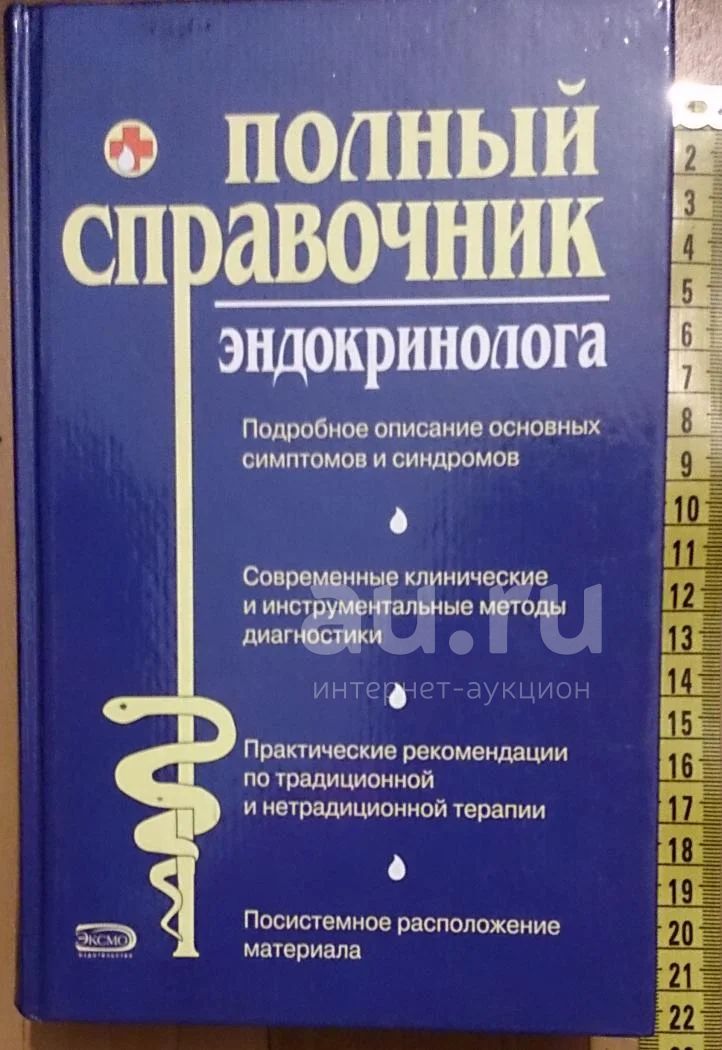 ПОЛНЫЙ
СПРАВОЧНИК
ЭНДОКРИНОЛОГА
Подробное описание основных
симптомов и синдромов
Современные клинические
и инструментальные методы
диагностики
au.ru
интернет-аукцион
Практические рекомендации
по традиционной
и нетрадиционной терапии
Посистемное расположение
материала
ЭКСМО
ИЗДАТЕЛЬСТВО
2
3
4
5
6
7
8
9
10
11
12
13
14
15
16
17
18
19
20
21
22